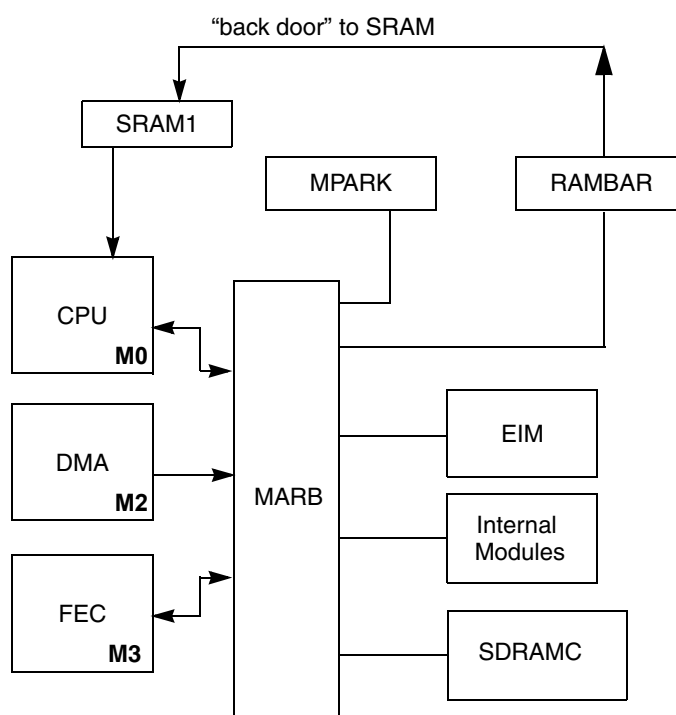 “back door” to SRAM
SRAM1
MPARK
RAMBAR
CPU
M0
EIM
DMA
M2
MARB
Internal
Modules
FEC
M3
SDRAMC